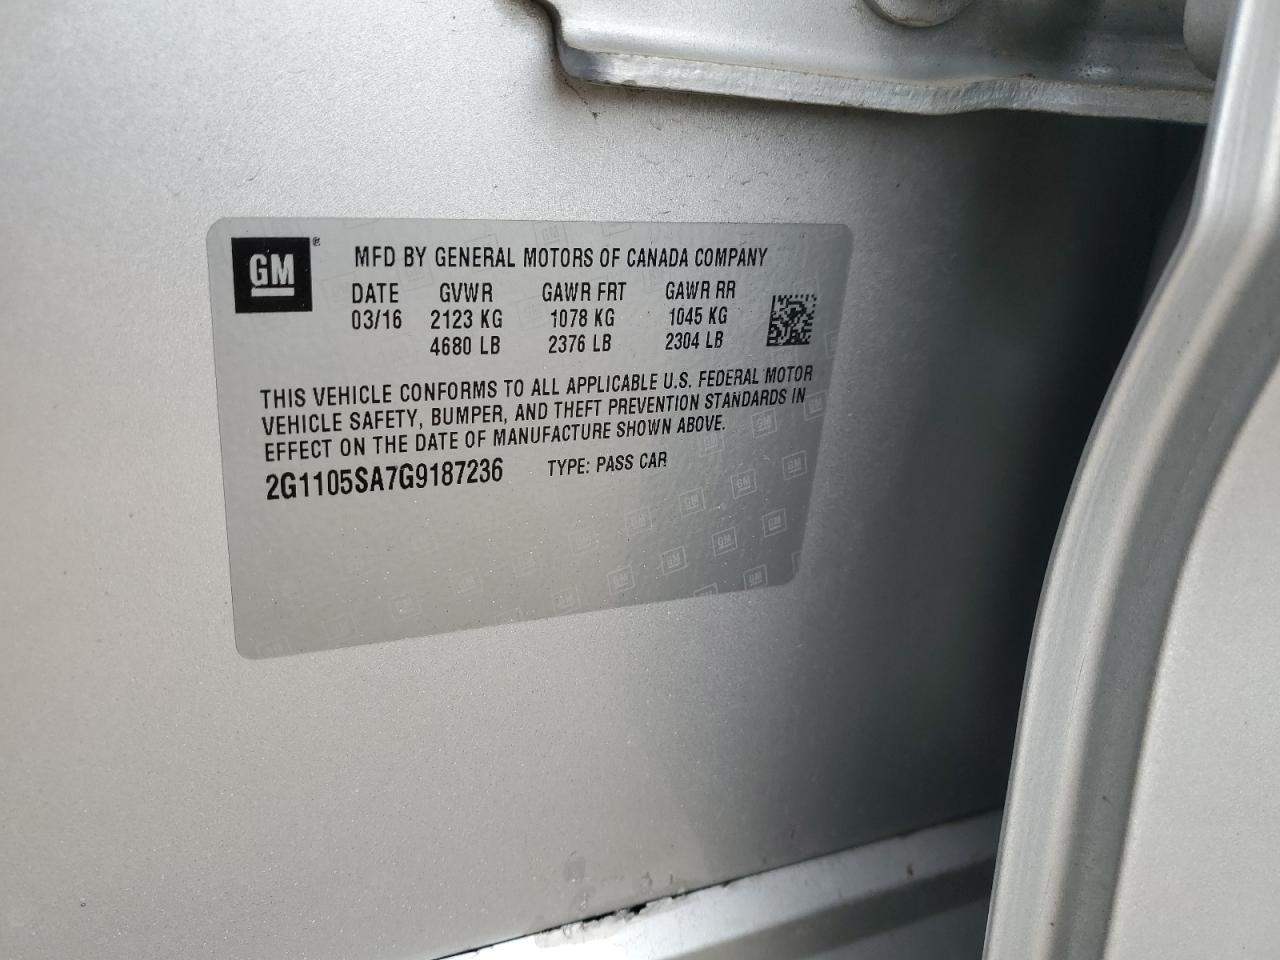 GM®
MFD BY GENERAL MOTORS OF CANADA COMPANY
DATE GVWR GAWR FRT GAWR RR
03/16 2123 KG 1078 KG 1045 KG
4680 LB 2376 LB 2304 LB
THIS VEHICLE CONFORMS TO ALL APPLICABLE U.S. FEDERAL MOTOR
VEHICLE SAFETY, BUMPER, AND THEFT PREVENTION STANDARDS IN
EFFECT ON THE DATE OF MANUFACTURE SHOWN ABOVE.
2G1105SA7G9187236 TYPE: PASS CAR